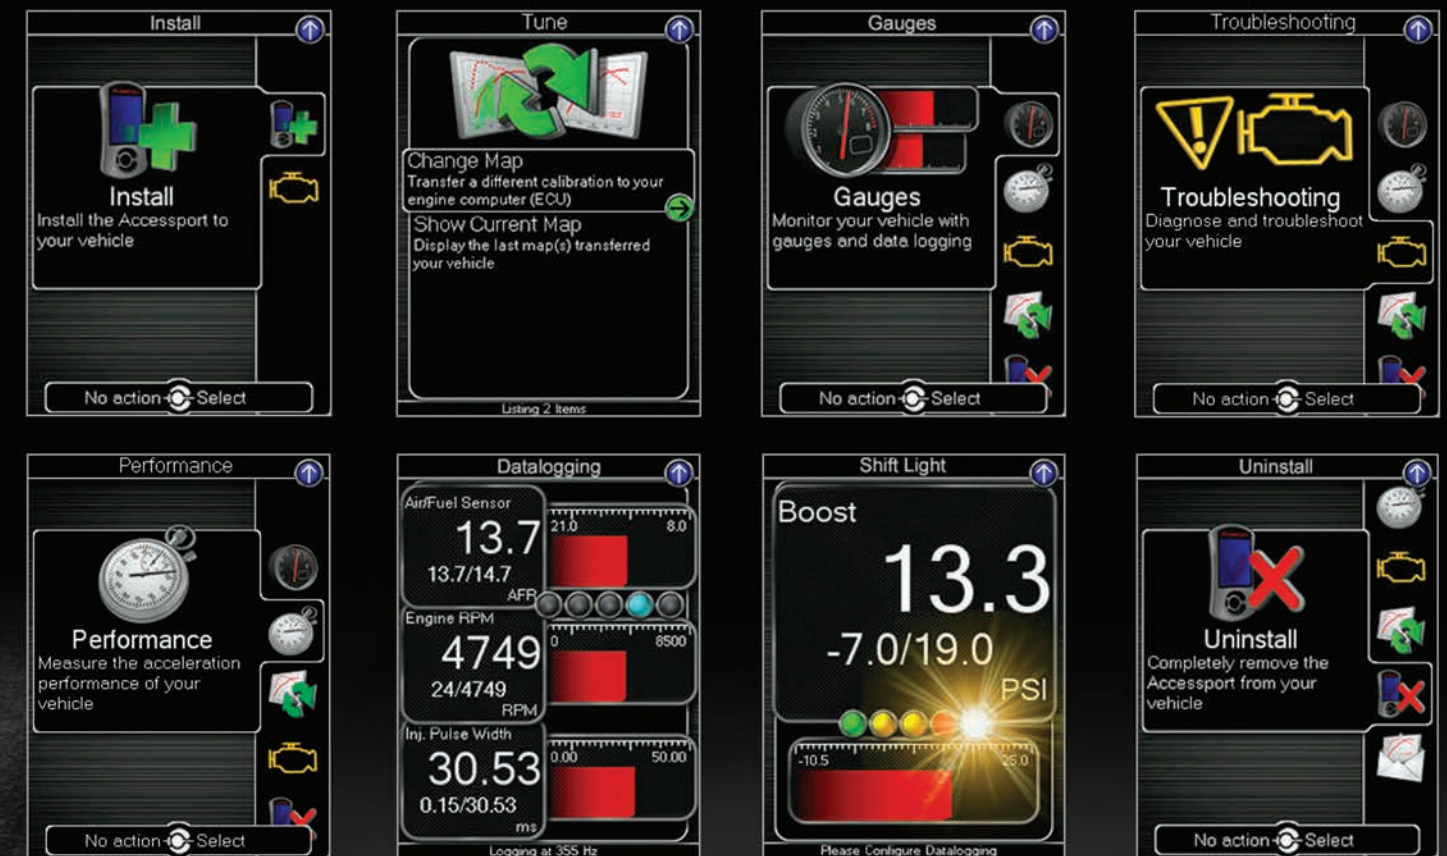 Install
Install
Install the Accessport to
your vehicle
No action Select
Tune
Change Map
Transfer a different calibration to your
engine computer (ECU)
Show Current Map
Display the last map(s) transferred
your vehicle
Listing 2 Items
Gauges
Gauges
Monitor your vehicle with
gauges and data logging
No action Select
Troubleshooting
Troubleshooting
Diagnose and troubleshoot
your vehicle
No action Select
Performance
Performance
Measure the acceleration
performance of your
vehicle
No action Select
Datalogging
Air/Fuel Sensor
13.7
13.7/14.7
AFR
21.0 8.0
Engine RPM
4749
24/4749
RPM
0 8500
Inj. Pulse Width
30.53
0.15/30.53
ms
0.00 50.00
Logging at 355 Hz
Shift Light
Boost
13.3
-7.0/19.0
PSI
-10.5 25.0
Please Configure Datalogging
Uninstall
Uninstall
Completely remove the
Accessport from your
vehicle
No action Select